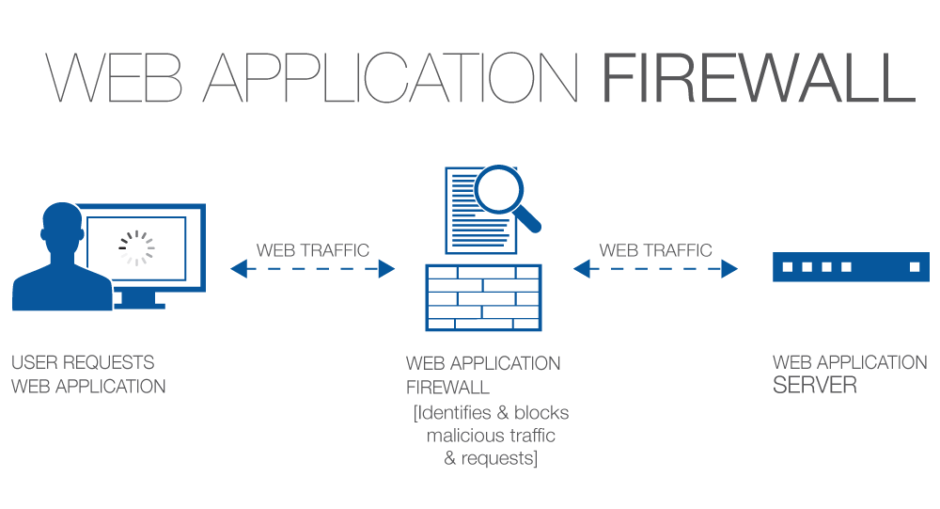 WEB APPLICATION FIREWALL
WEB TRAFFIC
WEB TRAFFIC
USER REQUESTS
WEB APPLICATION
WEB APPLICATION
FIREWALL
[Identifies & blocks
malicious traffic
& requests]
WEB APPLICATION
SERVER